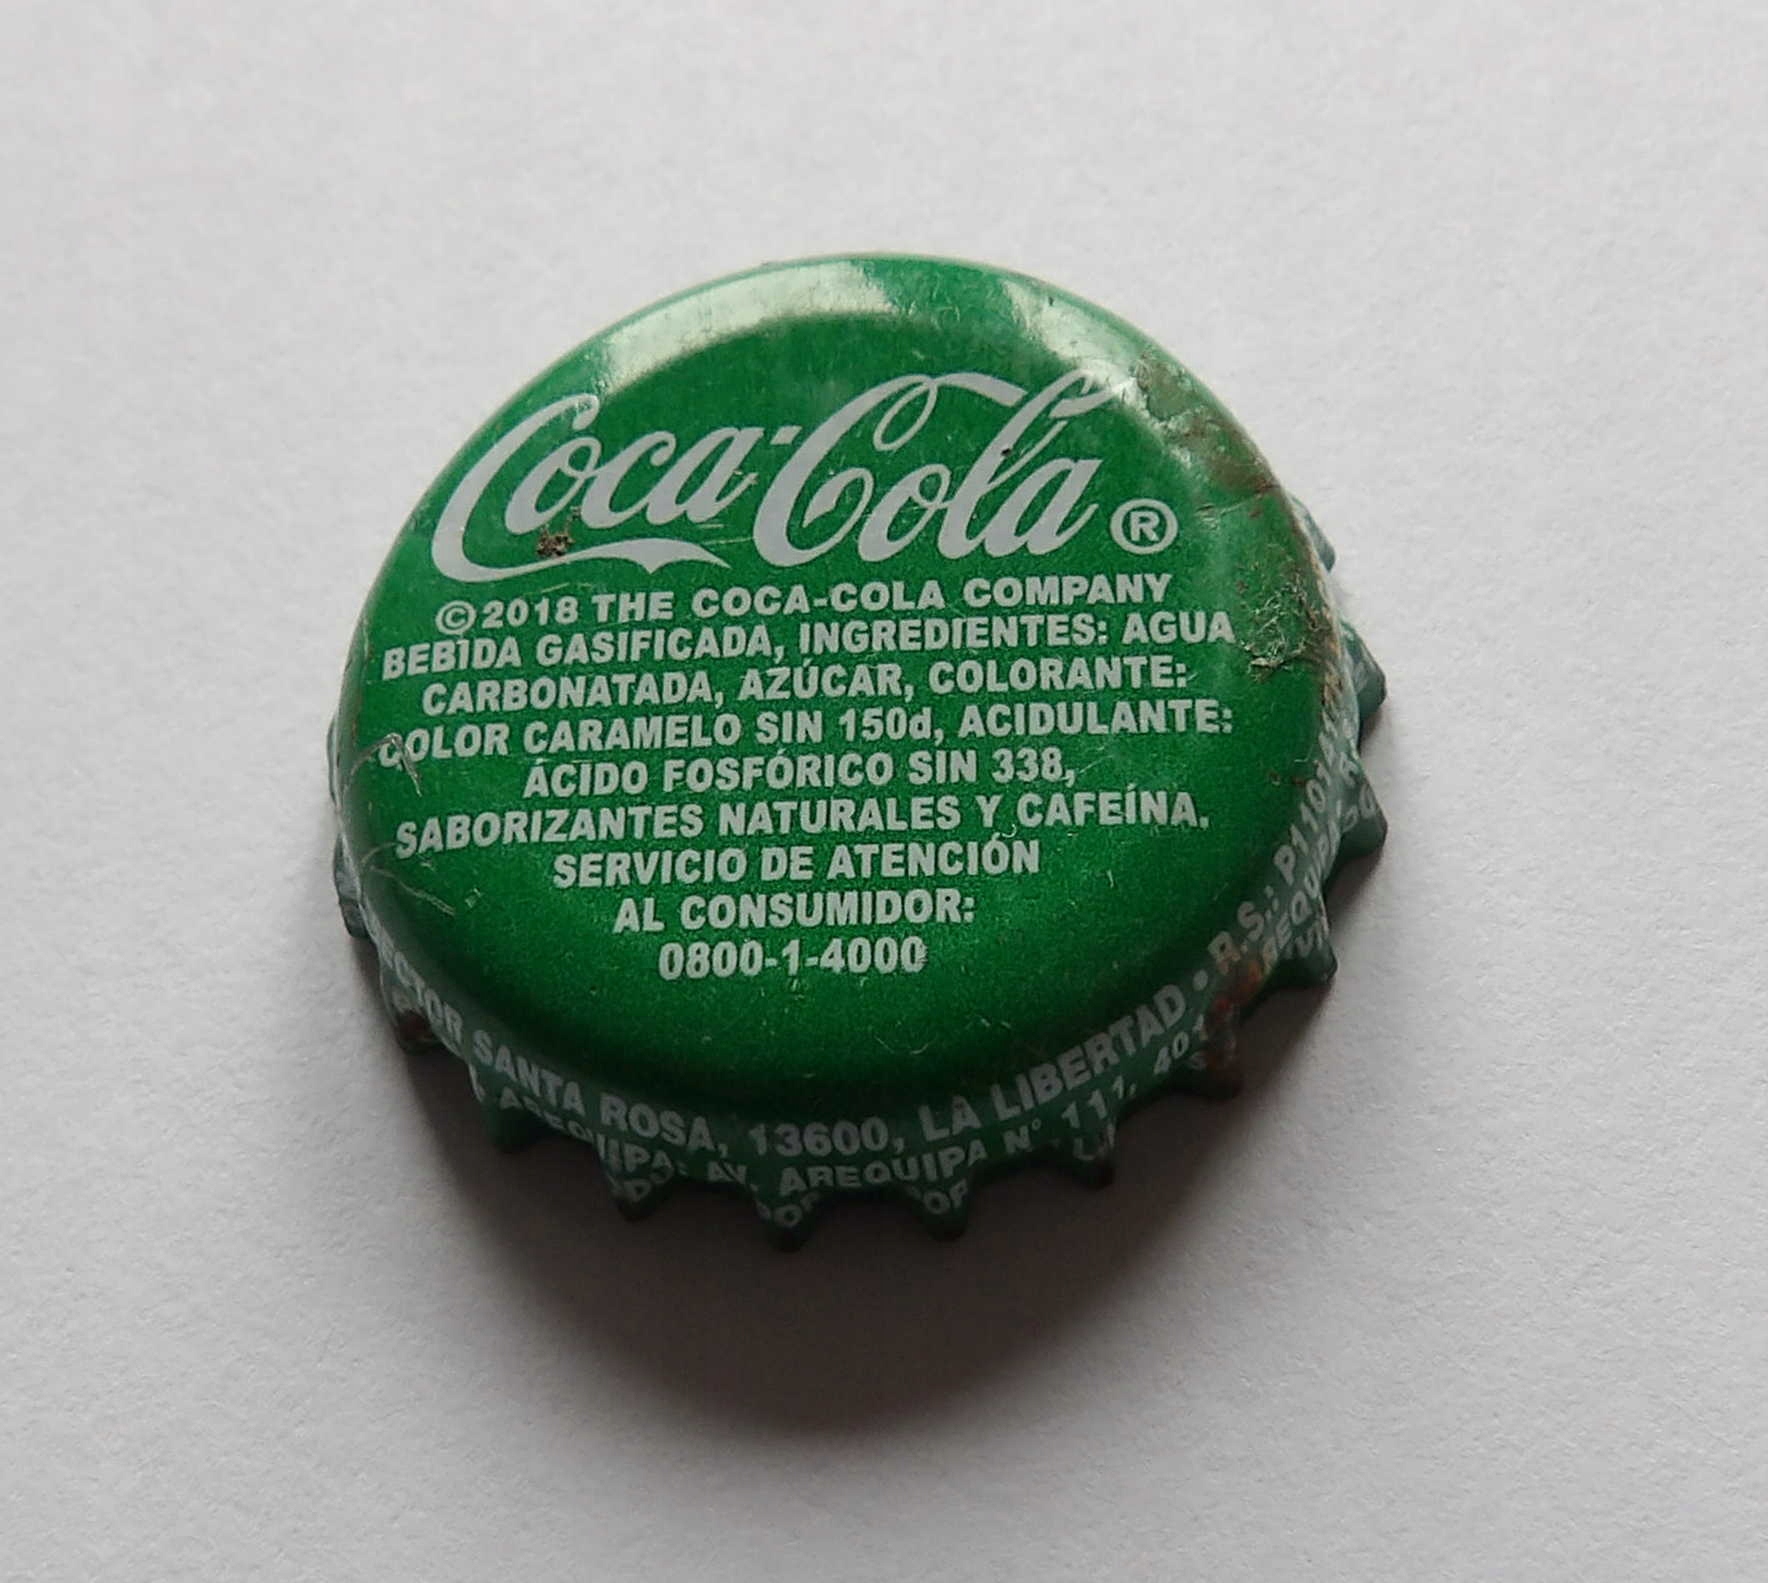 Coca-Cola ®
© 2018 THE COCA-COLA COMPANY
BEBIDA GASIFICADA, INGREDIENTES: AGUA
CARBONATADA, AZÚCAR, COLORANTE:
COLOR CARAMELO SIN 150d, ACIDULANTE:
ÁCIDO FOSFÓRICO SIN 338,
SABORIZANTES NATURALES Y CAFEÍNA.
SERVICIO DE ATENCIÓN
AL CONSUMIDOR:
0800-1-4000
SECTOR SANTA ROSA, 13600, LA LIBERTAD • R.S.:
AREQUIPA: AV. AREQUIPA N° 111,